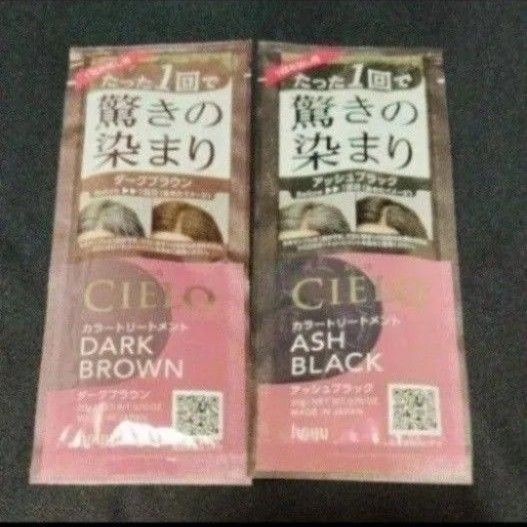 たった1回で
驚きの
染まり
ダークブラウン
CIELO
カラートリートメント
DARK
BROWN
ダークブラウン
たった1回で
驚きの
染まり
アッシュブラック
CIELO
カラートリートメント
ASH
BLACK
アッシュブラック
MADE IN JAPAN
hoyu